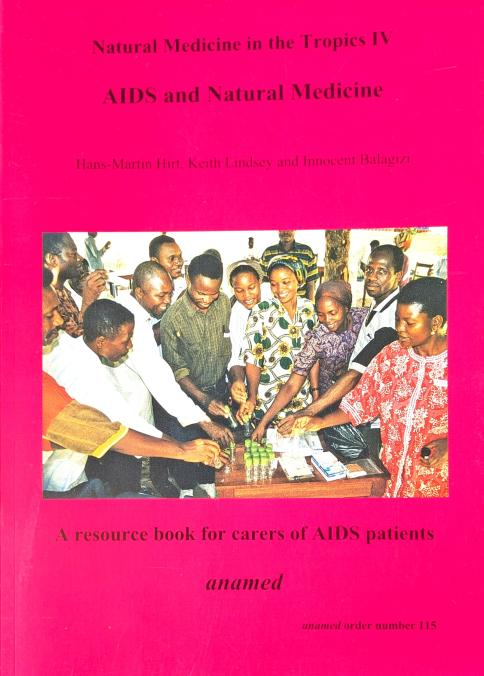 Natural Medicine in the Tropics IV
AIDS and Natural Medicine
Hans-Martin Hirt, Keith Lindsey and Innocent Balagizi
A resource book for carers of AIDS patients
anamed
anamed order number 115